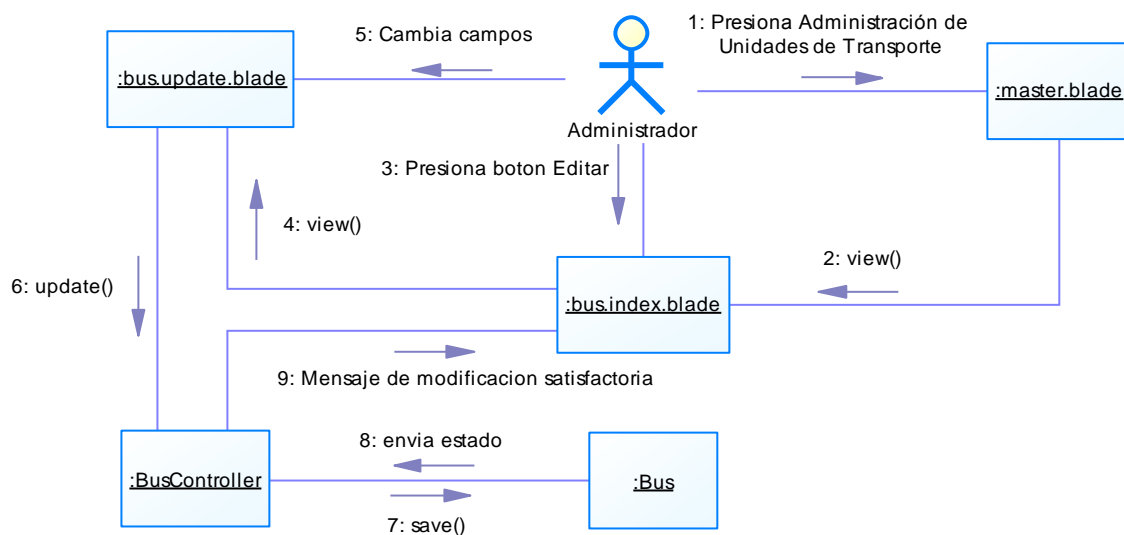 1: Presiona Administración de
Unidades de Transporte
5: Cambia campos
:bus.update.blade
:master.blade
Administrador
3: Presiona boton Editar
4: view()
2: view()
6: update()
:bus.index.blade
9: Mensaje de modificacion satisfactoria
8: envia estado
:BusController
:Bus
7: save()